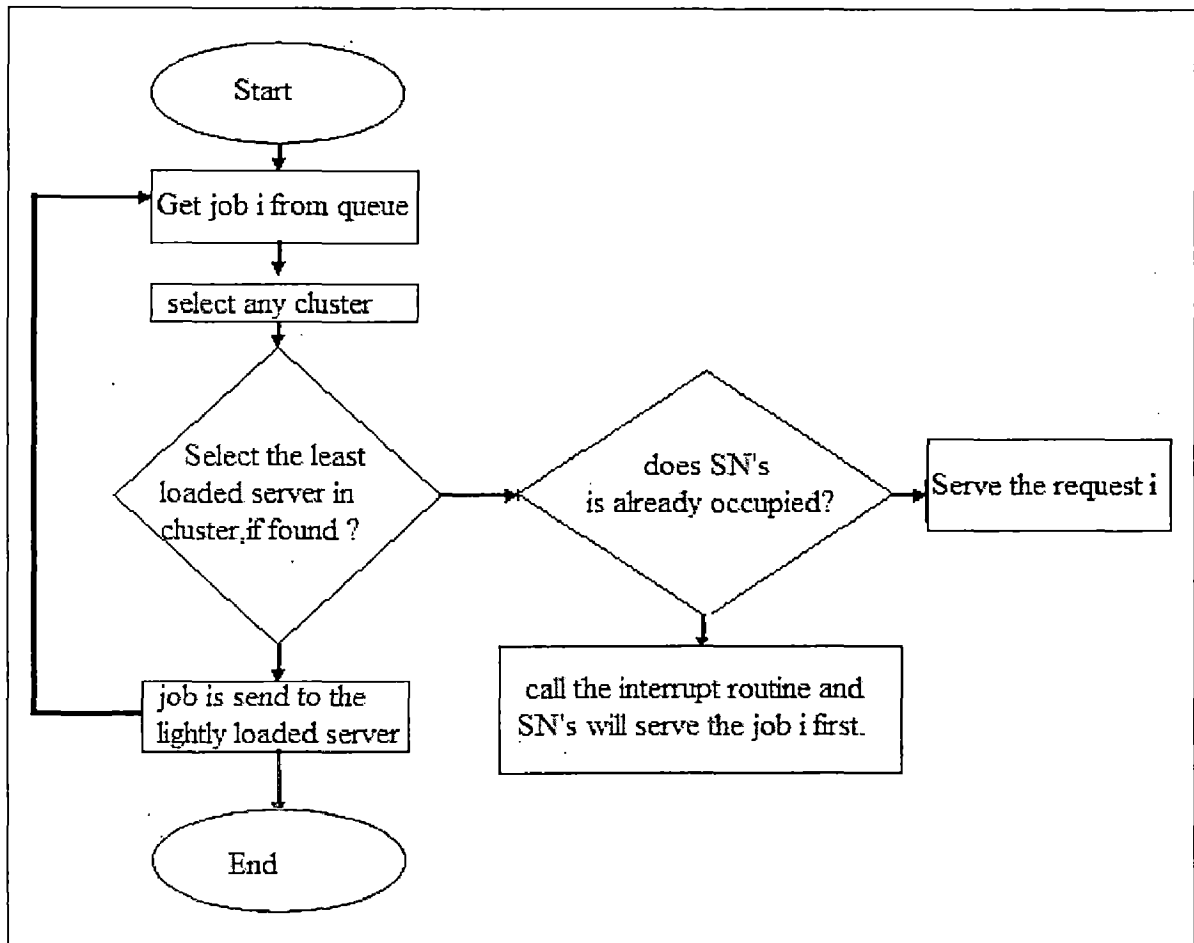 Start
Get job i from queue
select any cluster
Select the least
loaded server in
cluster,if found ?
does SN's
is already occupied?
Serve the request i
call the interrupt routine and
SN's will serve the job i first.
job is send to the
lightly loaded server
End